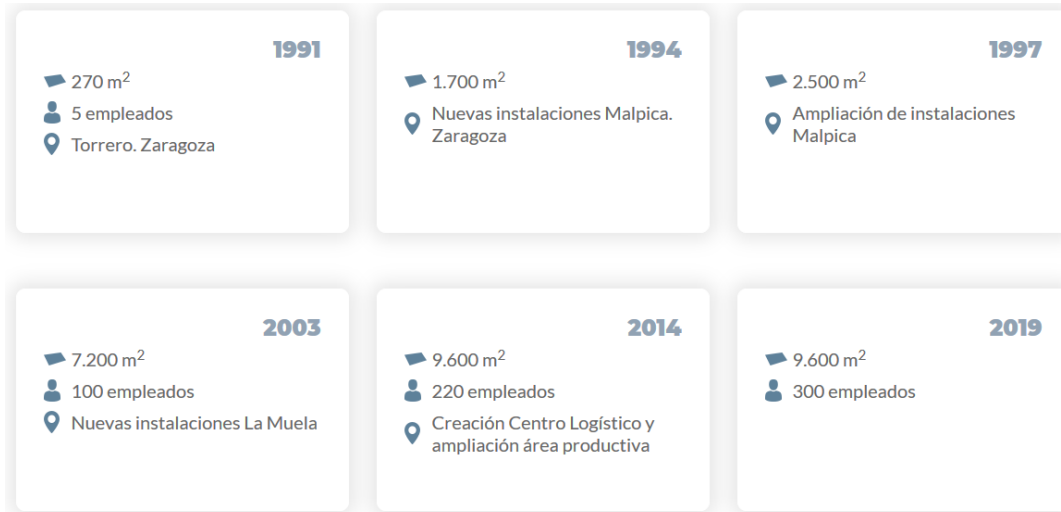 1991
270 m²
5 empleados
Torrero. Zaragoza
1994
1.700 m²
Nuevas instalaciones Malpica.
Zaragoza
1997
2.500 m²
Ampliación de instalaciones
Malpica
2003
7.200 m²
100 empleados
Nuevas instalaciones La Muela
2014
9.600 m²
220 empleados
Creación Centro Logístico y
ampliación área productiva
2019
9.600 m²
300 empleados